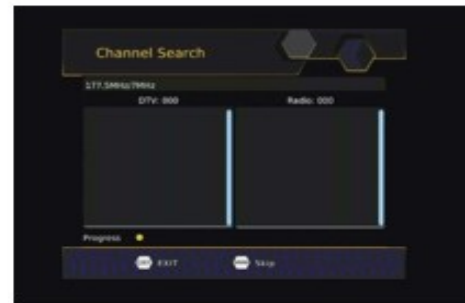 Channel Search
177.5MHz/7MHz
DTV: 000 Radio: 000
Progress
EXIT Skip